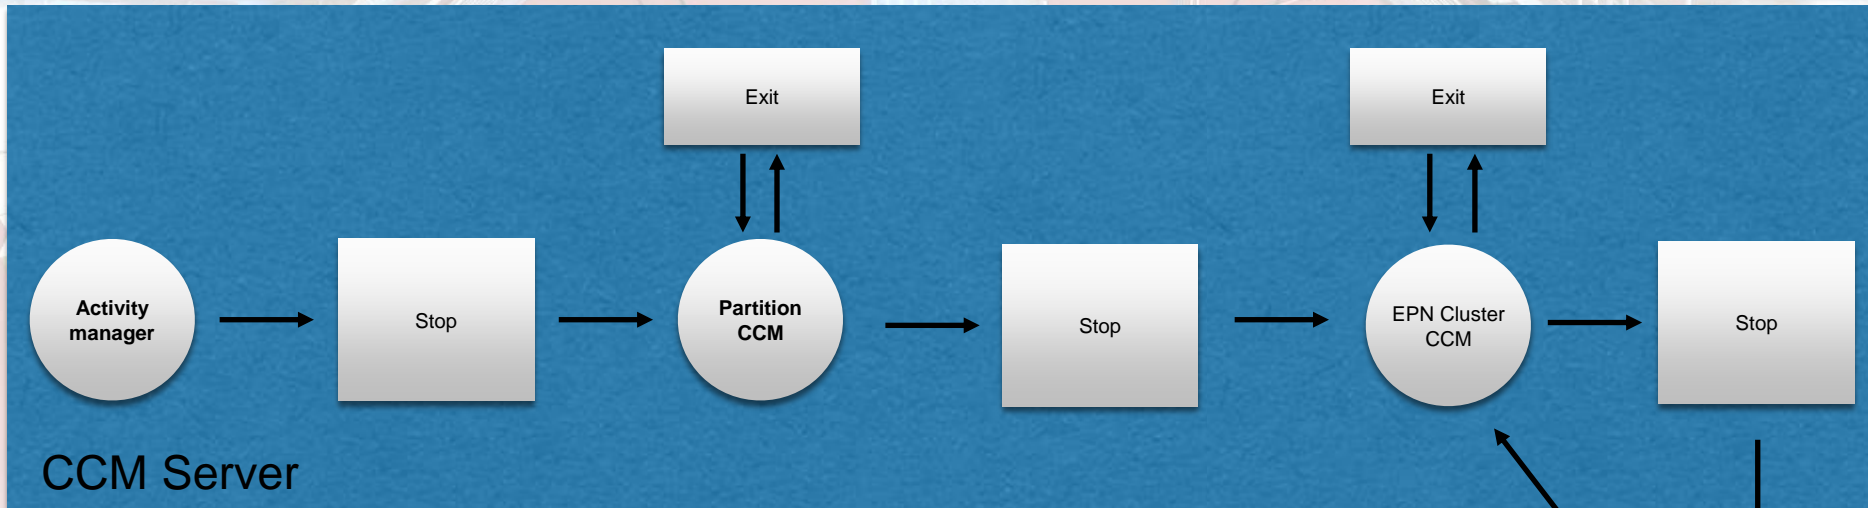 Exit
Exit
Activity
manager
Stop
Partition
CCM
Stop
EPN Cluster
CCM
Stop
CCM Server